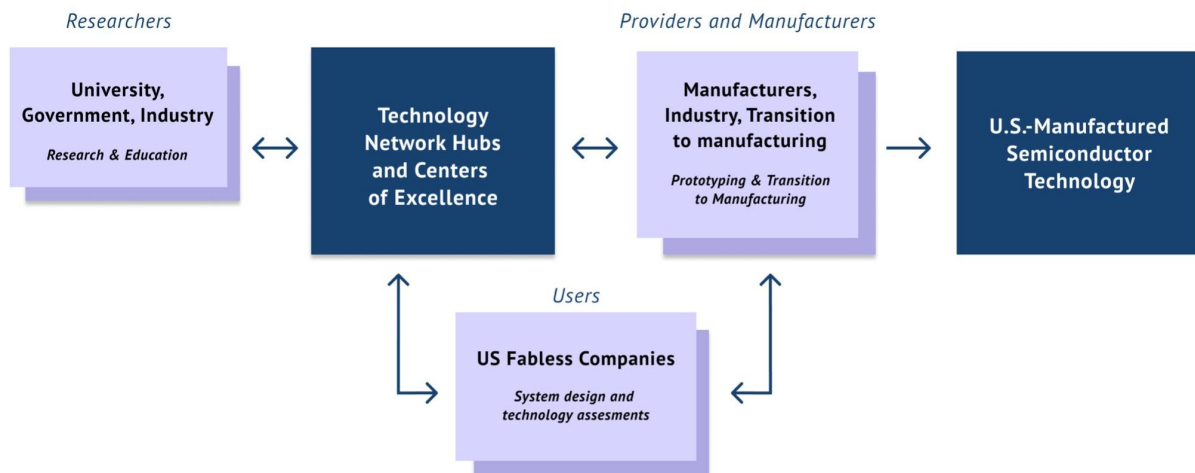 Researchers
University,
Government, Industry
Research & Education
Technology
Network Hubs
and Centers
of Excellence
Providers and Manufacturers
Manufacturers,
Industry, Transition
to manufacturing
Prototyping & Transition
to Manufacturing
U.S.-Manufactured
Semiconductor
Technology
Users
US Fabless Companies
System design and
technology assesments